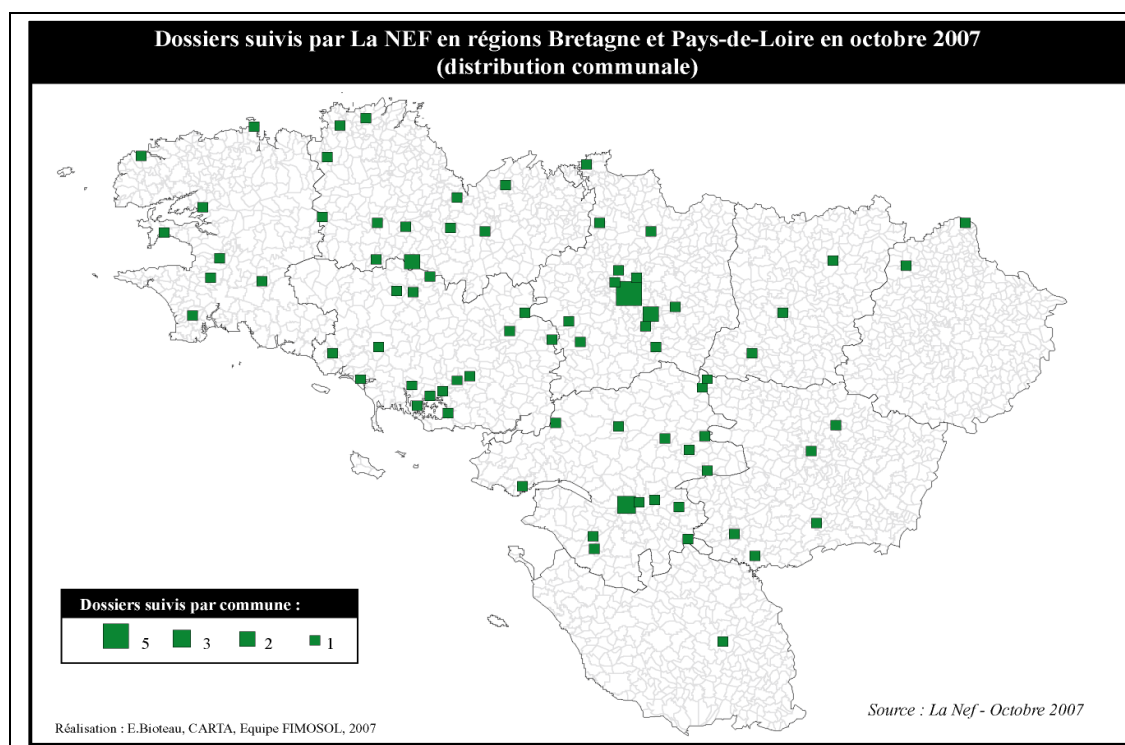 Dossiers suivis par La NEF en régions Bretagne et Pays-de-Loire en octobre 2007
(distribution communale)
Dossiers suivis par commune :
5 3 2 1
Source : La Nef - Octobre 2007
Réalisation : E.Bioteau, CARTA, Equipe FIMOSOL, 2007